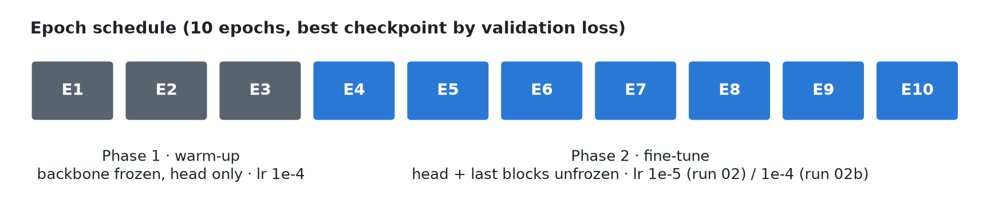 Epoch schedule (10 epochs, best checkpoint by validation loss)
E1 E2 E3 E4 E5 E6 E7 E8 E9 E10
Phase 1 · warm-up
backbone frozen, head only · lr 1e-4
Phase 2 · fine-tune
head + last blocks unfrozen · lr 1e-5 (run 02) / 1e-4 (run 02b)